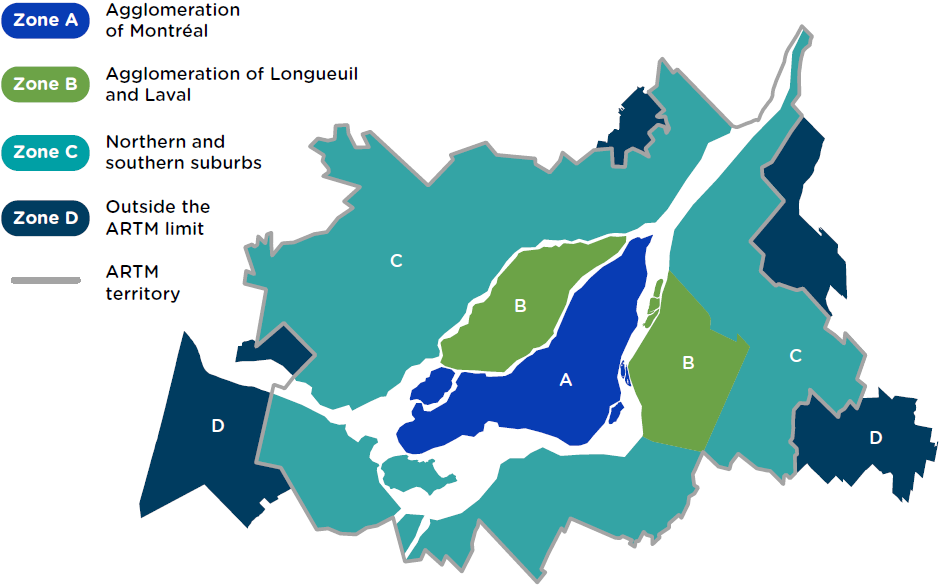 Zone A
Agglomeration
of Montréal
Zone B
Agglomeration of Longueuil
and Laval
Zone C
Northern and
southern suburbs
Zone D
Outside the
ARTM limit
ARTM
territory
C
B
A
B
C
D
D